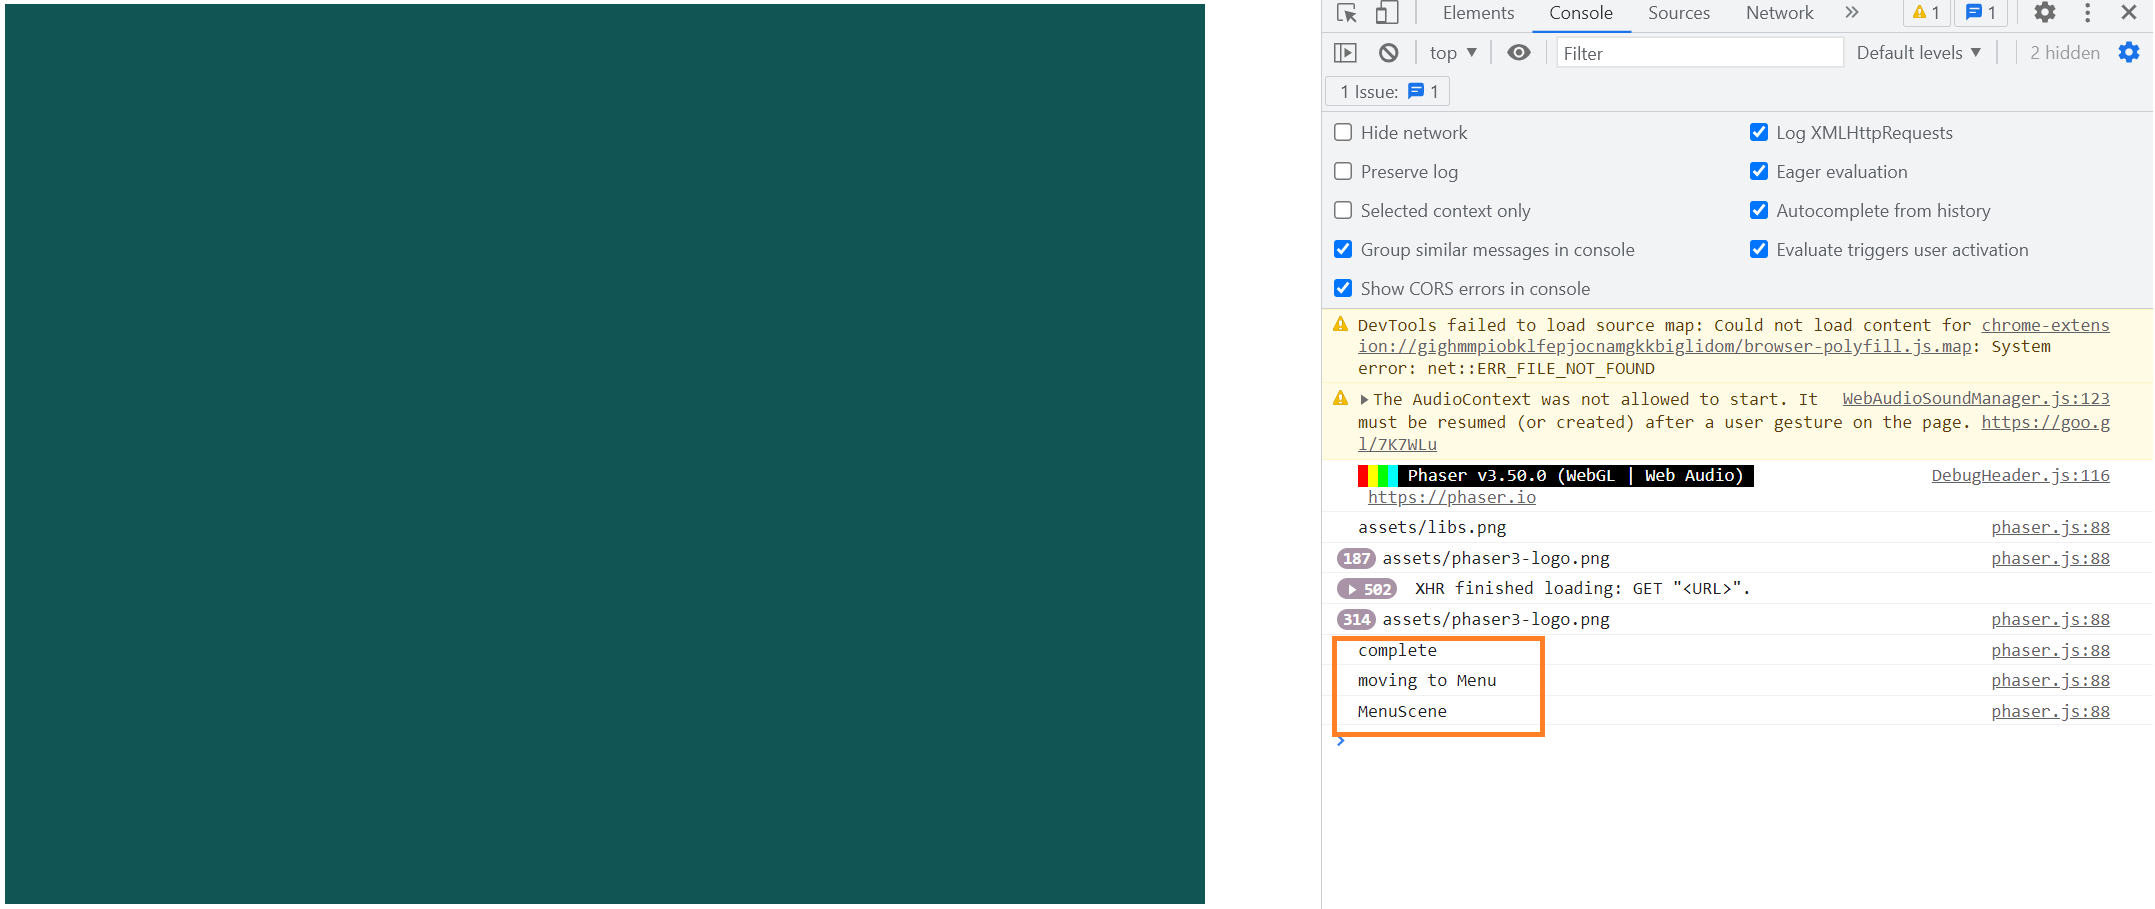 Elements Console Sources Network 1 1
top Filter Default levels 2 hidden
1 Issue: 1
Hide network Log XMLHttpRequests
Preserve log Eager evaluation
Selected context only Autocomplete from history
Group similar messages in console Evaluate triggers user activation
Show CORS errors in console
DevTools failed to load source map: Could not load content for chrome-extens
ion://gighmmpiobklfepjocnamgkkbiglidom/browser-polyfill.js.map: System
error: net::ERR_FILE_NOT_FOUND
The AudioContext was not allowed to start. It WebAudioSoundManager.js:123
must be resumed (or created) after a user gesture on the page. https://goo.g
l/7K7WLu
Phaser v3.50.0 (WebGL | Web Audio) DebugHeader.js:116
https://phaser.io
assets/libs.png phaser.js:88
187 assets/phaser3-logo.png phaser.js:88
502 XHR finished loading: GET "<URL>".
314 assets/phaser3-logo.png phaser.js:88
complete phaser.js:88
moving to Menu phaser.js:88
MenuScene phaser.js:88